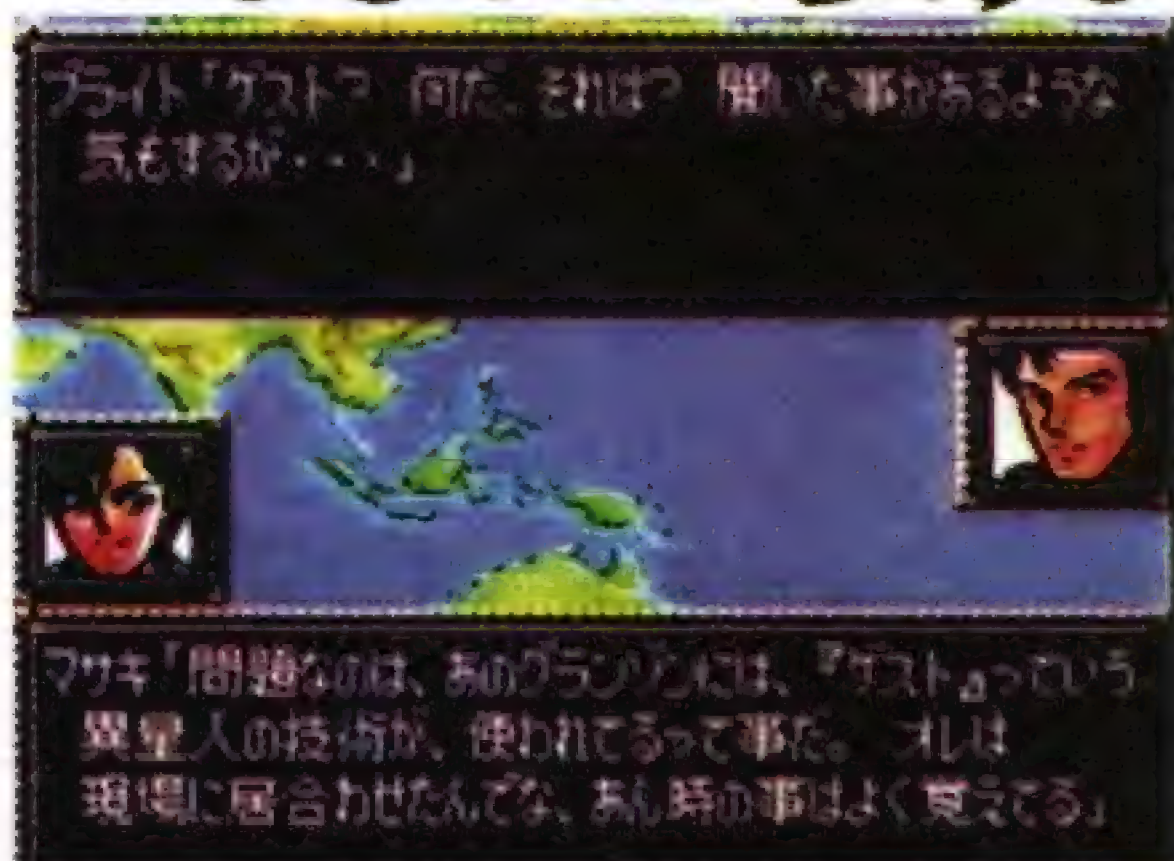 ブライト「ゲスト? 何だ、それは? 聞いた事があるような
気もするが・・・」
マサキ「問題なのは、あのグランゾンには、『ゲスト』っていう
異星人の技術が、使われてるって事だ。 オレは
現場に居合わせたんでな、あん時の事はよく覚えてる」